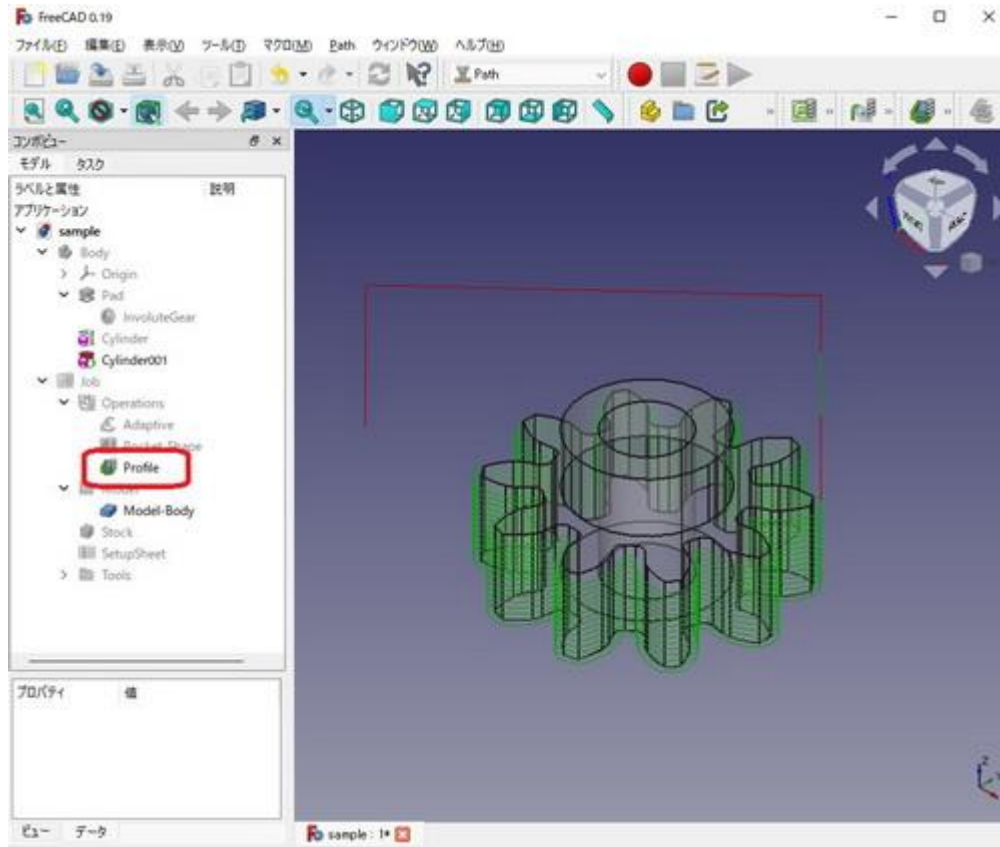 FreeCAD 0.19
ファイル(F) 編集(E) 表示(V) ツール(T) マクロ(M) Path ウィンドウ(W) ヘルプ(H)
Path
コンボビュー
モデル タスク
ラベルと属性 説明
アプリケーション
sample
Body
Origin
Pad
InvoluteGear
Cylinder
Cylinder001
Job
Operations
Adaptive
Pocket_Shape
Profile
Model
Model-Body
Stock
SetupSheet
Tools
プロパティ 値
ビュー データ
sample : 1*
Z